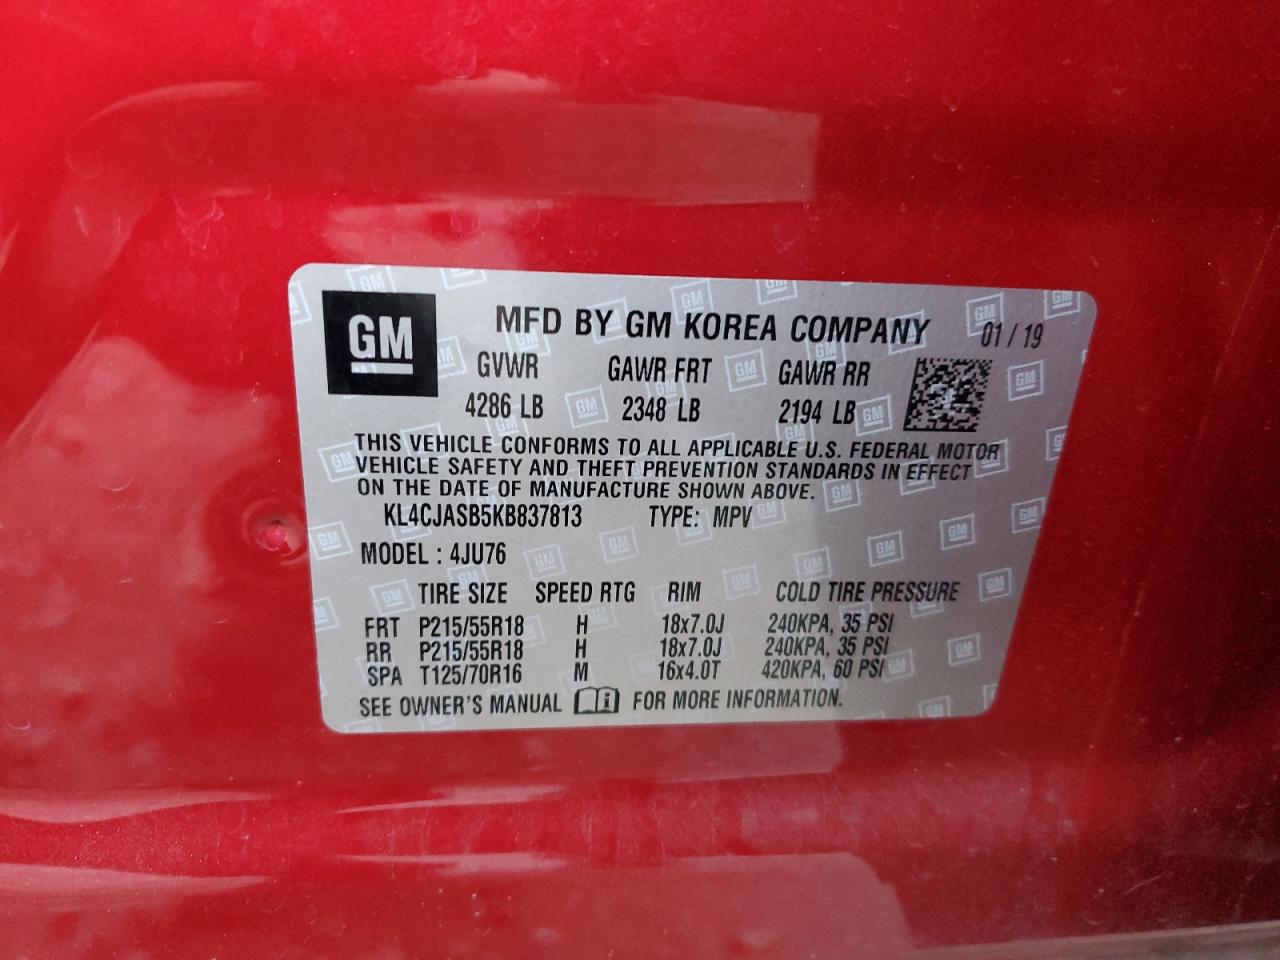 GM
MFD BY GM KOREA COMPANY 01 / 19
GVWR GAWR FRT GAWR RR
4286 LB 2348 LB 2194 LB
THIS VEHICLE CONFORMS TO ALL APPLICABLE U.S. FEDERAL MOTOR
VEHICLE SAFETY AND THEFT PREVENTION STANDARDS IN EFFECT
ON THE DATE OF MANUFACTURE SHOWN ABOVE.
KL4CJASB5KB837813 TYPE: MPV
MODEL : 4JU76
TIRE SIZE SPEED RTG RIM COLD TIRE PRESSURE
FRT P215/55R18 H 18x7.0J 240KPA, 35 PSI
RR P215/55R18 H 18x7.0J 240KPA, 35 PSI
SPA T125/70R16 M 16x4.0T 420KPA, 60 PSI
SEE OWNER'S MANUAL i FOR MORE INFORMATION.